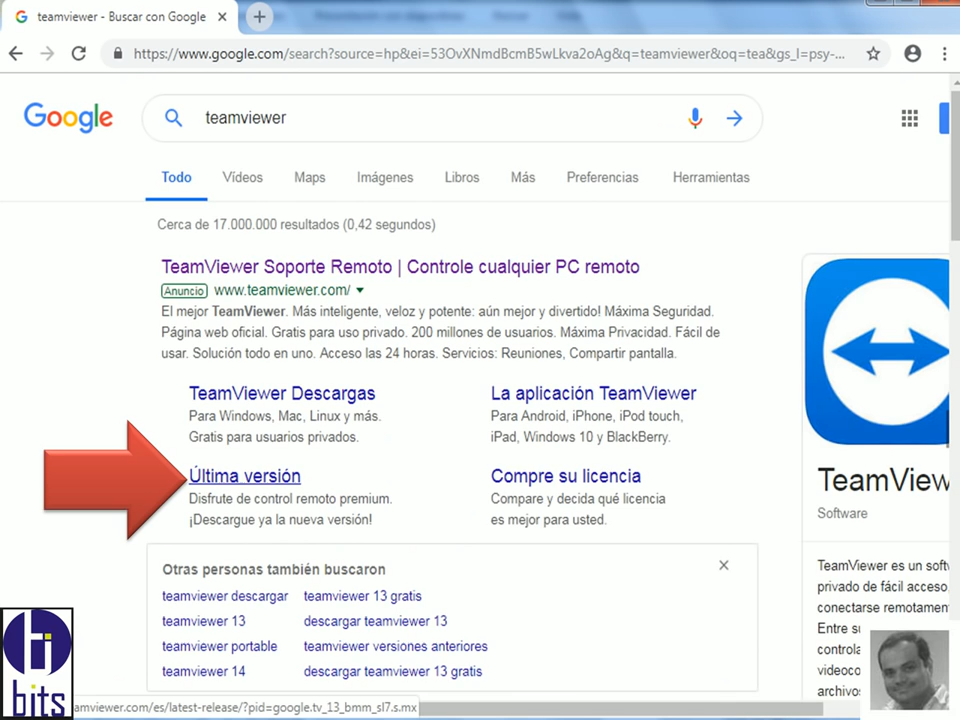 teamviewer - Buscar con Google
https://www.google.com/search?source=hp&ei=53OvXNmdBcmB5wLkva2oAg&q=teamviewer&oq=tea&gs_l=psy-...
Google
teamviewer
Todo Vídeos Maps Imágenes Libros Más Preferencias Herramientas
Cerca de 17.000.000 resultados (0,42 segundos)
TeamViewer Soporte Remoto | Controle cualquier PC remoto
Anuncio www.teamviewer.com/
El mejor TeamViewer. Más inteligente, veloz y potente: aún mejor y divertido! Máxima Seguridad.
Página web oficial. Gratis para uso privado. 200 millones de usuarios. Máxima Privacidad. Fácil de
usar. Solución todo en uno. Acceso las 24 horas. Servicios: Reuniones, Compartir pantalla.
TeamViewer Descargas
Para Windows, Mac, Linux y más.
Gratis para usuarios privados.
La aplicación TeamViewer
Para Android, iPhone, iPod touch,
iPad, Windows 10 y BlackBerry.
Última versión
Disfrute de control remoto premium.
¡Descargue ya la nueva versión!
Compre su licencia
Compare y decida qué licencia
es mejor para usted.
Otras personas también buscaron
teamviewer descargar teamviewer 13 gratis
teamviewer 13 descargar teamviewer 13
teamviewer portable teamviewer versiones anteriores
teamviewer 14 descargar teamviewer 13 gratis
TeamView
Software
TeamViewer es un soft
privado de fácil acceso
conectarse remotamen
Entre su
controla
videoco
archivos
bits
amviewer.com/es/latest-release/?pid=google.tv_13_bmm_sl7.s.mx